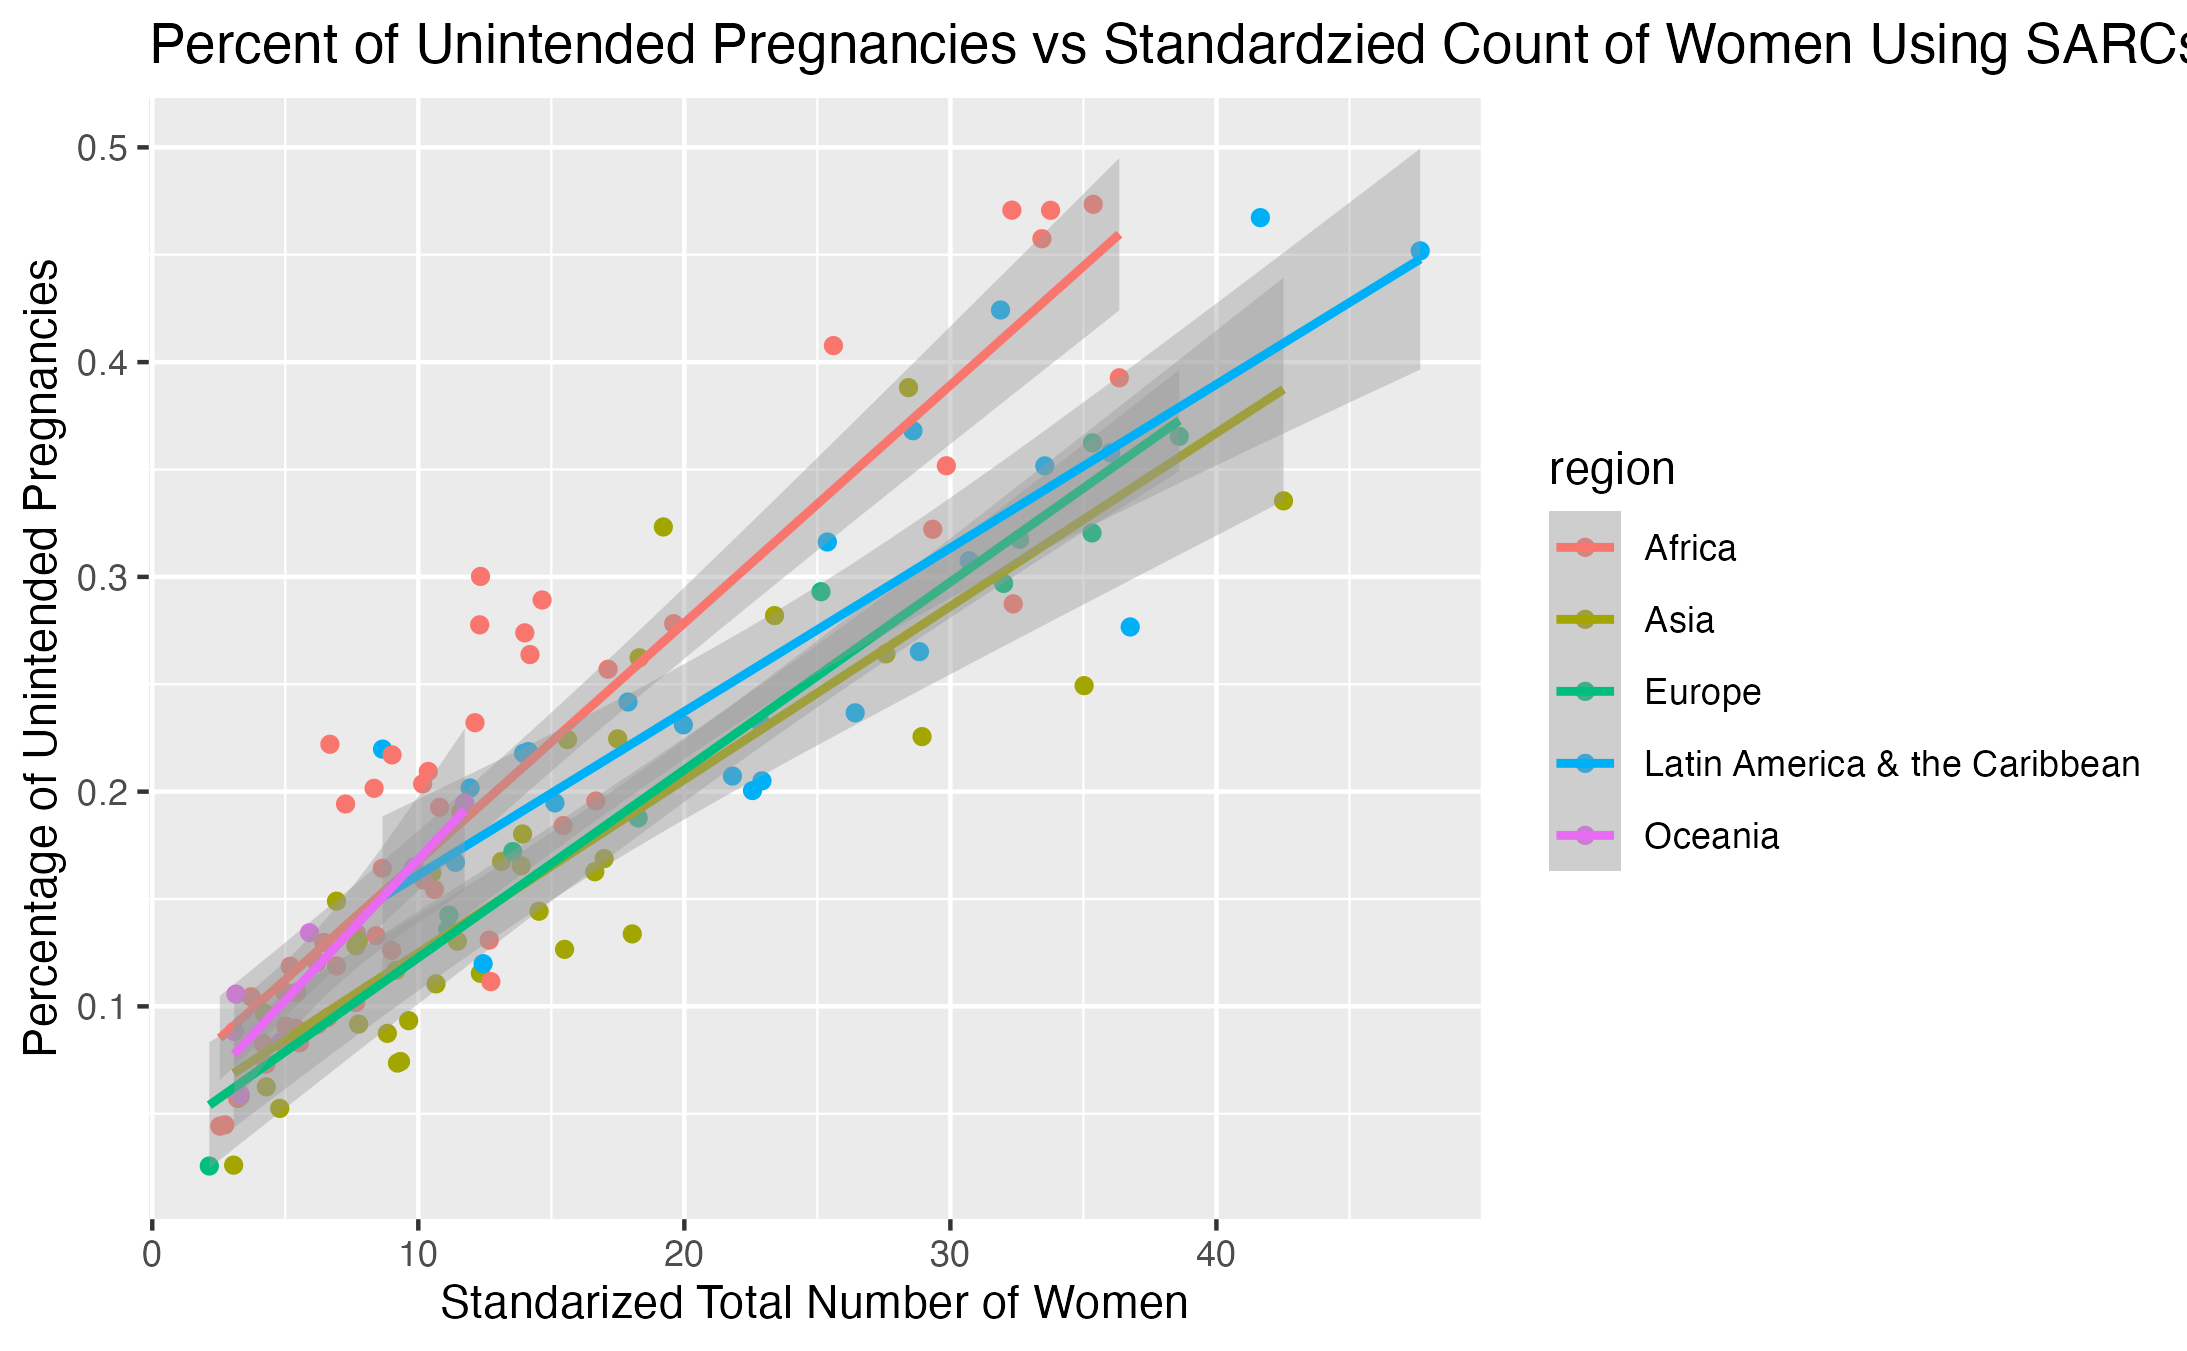 Percent of Unintended Pregnancies vs Standardzied Count of Women Using SARCs
Percentage of Unintended Pregnancies
0.5
0.4
0.3
0.2
0.1
0 10 20 30 40
Standarized Total Number of Women
region
Africa
Asia
Europe
Latin America & the Caribbean
Oceania